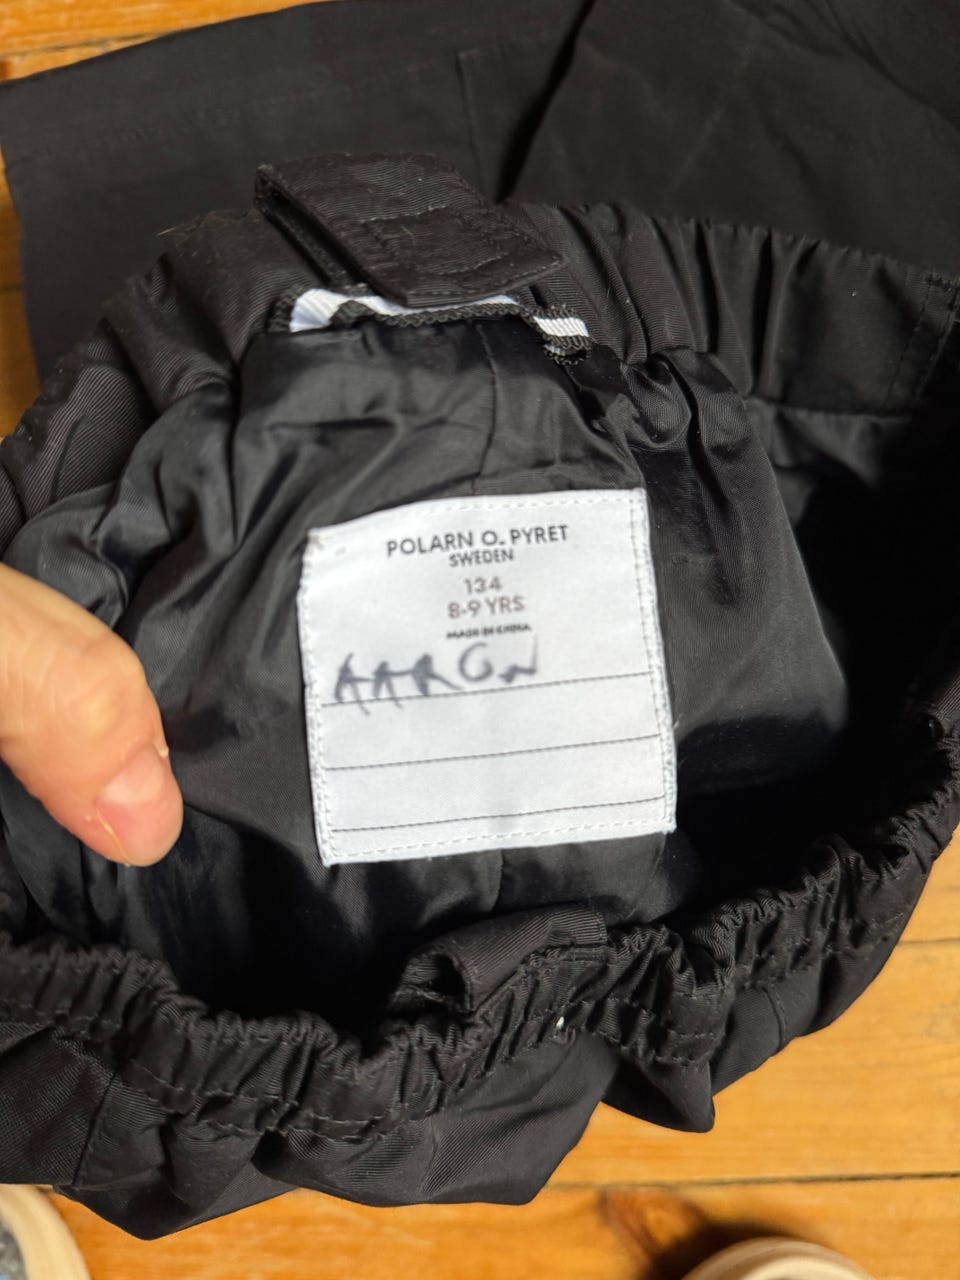 POLARN O. PYRET
SWEDEN
134
8-9 YRS
MADE IN CHINA
AARON